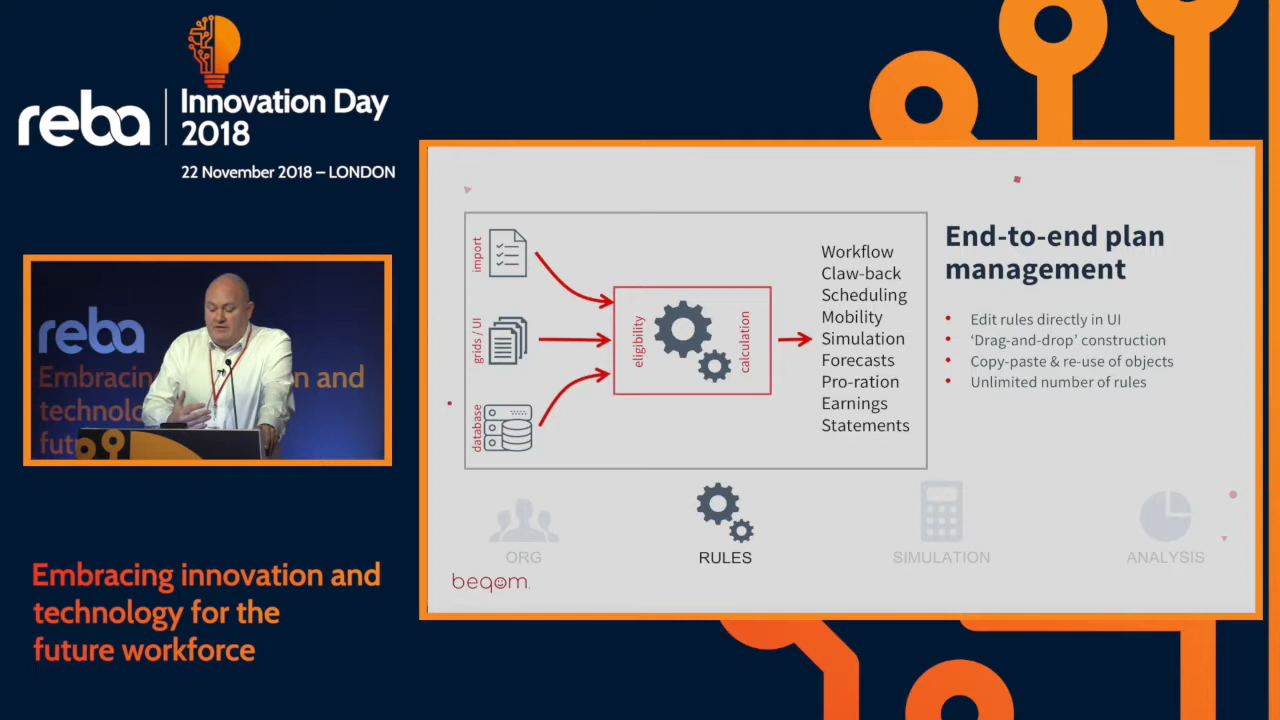 reba
Innovation Day
2018
22 November 2018 – LONDON
reba
Embracing
n and
technolo
futu
Embracing innovation and
technology for the
future workforce
import
grids / UI
database
eligibility
calculation
Workflow
Claw-back
Scheduling
Mobility
Simulation
Forecasts
Pro-ration
Earnings
Statements
End-to-end plan
management
• Edit rules directly in UI
• ‘Drag-and-drop’ construction
• Copy-paste & re-use of objects
• Unlimited number of rules
ORG
RULES
SIMULATION
ANALYSIS
beqom.